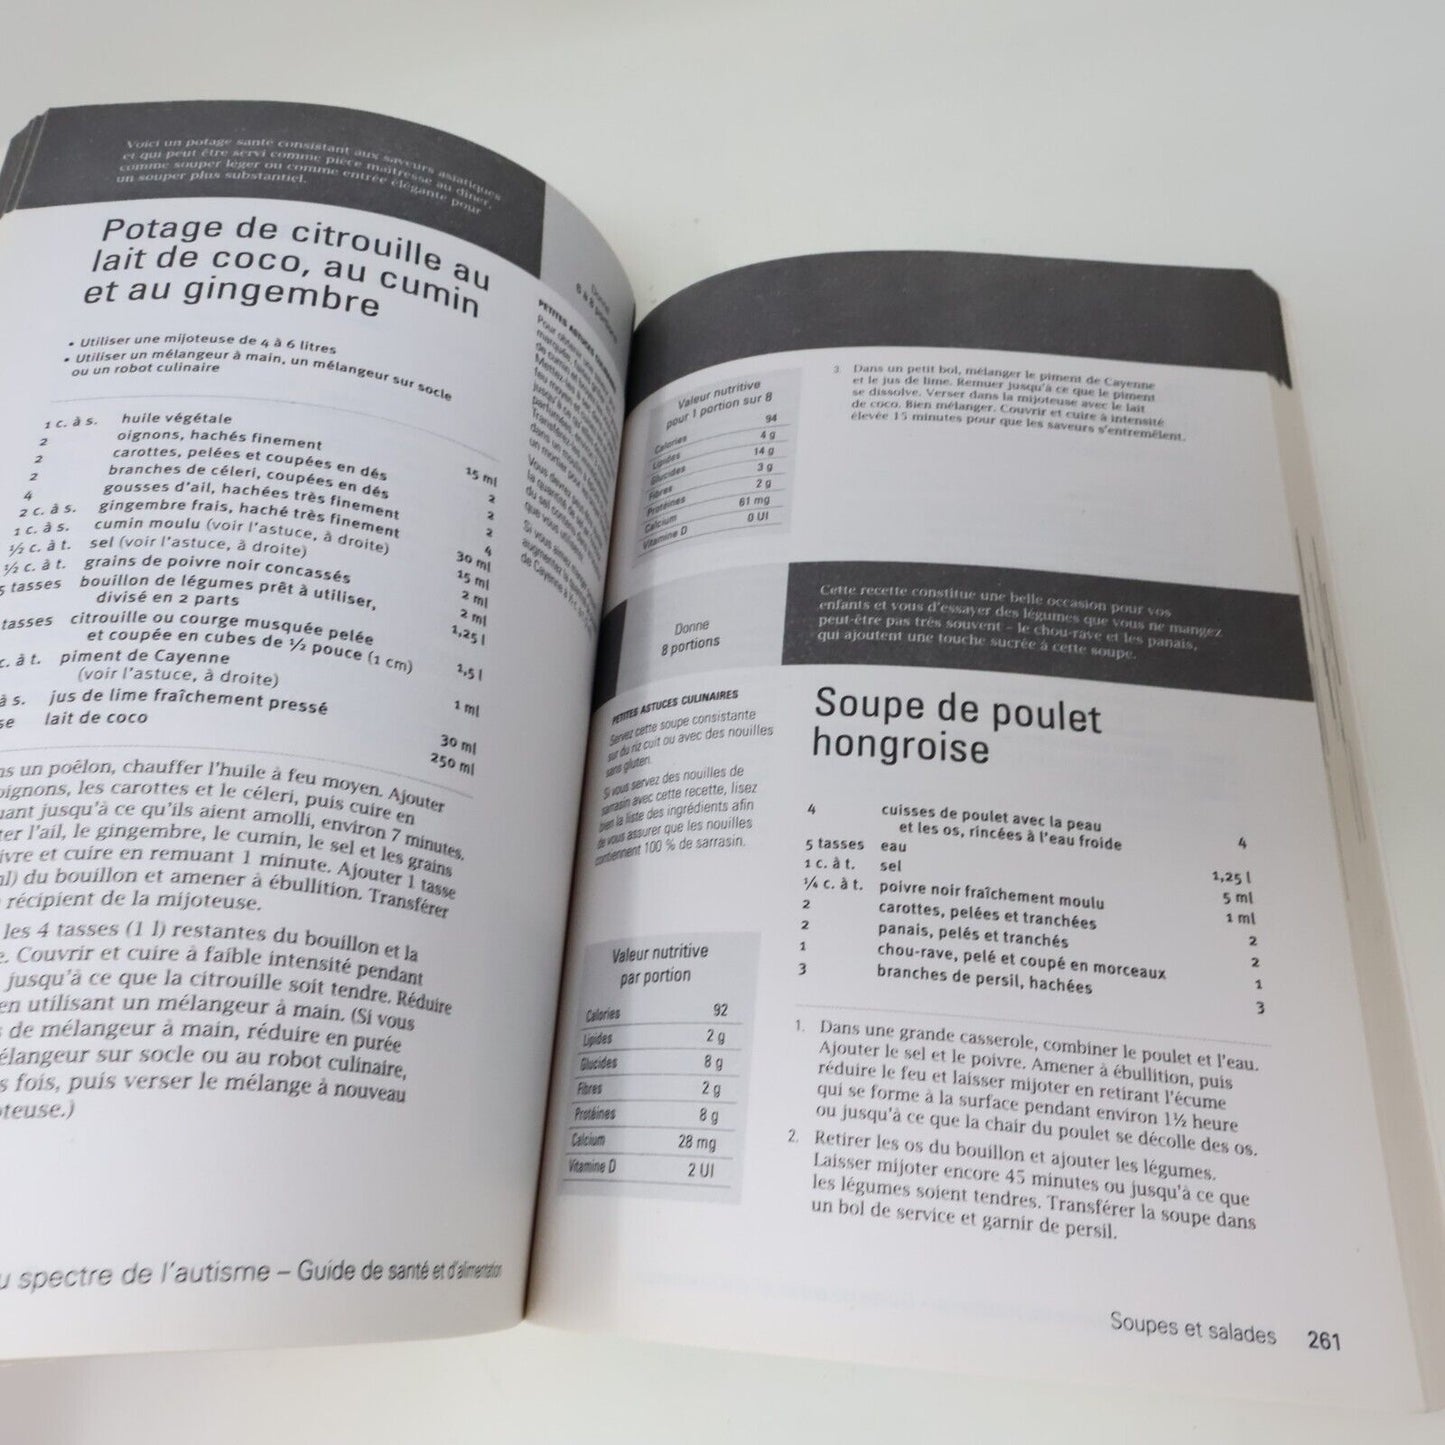 Voici un potage santé consistant aux saveurs asiatiques
et qui peut être servi comme pièce maîtresse au dîner,
comme souper léger ou comme entrée élégante pour
un souper plus substantiel.
Potage de citrouille au
lait de coco, au cumin
et au gingembre
Donne
6 à 8 portions
• Utiliser une mijoteuse de 4 à 6 litres
• Utiliser un mélangeur à main, un mélangeur sur socle
ou un robot culinaire
1 c. à s. huile végétale 15 ml
2 oignons, hachés finement 2
2 carottes, pelées et coupées en dés 2
2 branches de céleri, coupées en dés 2
4 gousses d'ail, hachées très finement 4
2 c. à s. gingembre frais, haché très finement 30 ml
1 c. à s. cumin moulu (voir l'astuce, à droite) 15 ml
½ c. à t. sel (voir l'astuce, à droite) 2 ml
½ c. à t. grains de poivre noir concassés 2 ml
5 tasses bouillon de légumes prêt à utiliser, 1,25 l
divisé en 2 parts
tasses citrouille ou courge musquée pelée 1,5 l
et coupée en cubes de ½ pouce (1 cm)
c. à t. piment de Cayenne 1 ml
(voir l'astuce, à droite)
à s. jus de lime fraîchement pressé 30 ml
se lait de coco 250 ml
ns un poêlon, chauffer l'huile à feu moyen. Ajouter
oignons, les carottes et le céleri, puis cuire en
uant jusqu'à ce qu'ils aient amolli, environ 7 minutes.
ter l'ail, le gingembre, le cumin, le sel et les grains
ivre et cuire en remuant 1 minute. Ajouter 1 tasse
ml) du bouillon et amener à ébullition. Transférer
récipient de la mijoteuse.
les 4 tasses (1 l) restantes du bouillon et la
e. Couvrir et cuire à faible intensité pendant
jusqu'à ce que la citrouille soit tendre. Réduire
en utilisant un mélangeur à main. (Si vous
s de mélangeur à main, réduire en purée
élangeur sur socle ou au robot culinaire,
s fois, puis verser le mélange à nouveau
oteuse.)
PETITES ASTUCES CULINAIRES
u spectre de l'autisme – Guide de santé et d'alimentation
Valeur nutritive
pour 1 portion sur 8
Calories 94
Lipides 4 g
Glucides 14 g
Fibres 3 g
Protéines 2 g
Calcium 61 mg
Vitamine D 0 UI
3. Dans un petit bol, mélanger le piment de Cayenne
et le jus de lime. Remuer jusqu'à ce que le piment
se dissolve. Verser dans la mijoteuse avec le lait
de coco. Bien mélanger. Couvrir et cuire à intensité
élevée 15 minutes pour que les saveurs s'entremêlent.
Donne
8 portions
Cette recette constitue une belle occasion pour vos
enfants et vous d'essayer des légumes que vous ne mangez
peut-être pas très souvent – le chou-rave et les panais,
qui ajoutent une touche sucrée à cette soupe.
PETITES ASTUCES CULINAIRES
Servez cette soupe consistante
sur du riz cuit ou avec des nouilles
sans gluten.
Si vous servez des nouilles de
sarrasin avec cette recette, lisez
bien la liste des ingrédients afin
de vous assurer que les nouilles
contiennent 100 % de sarrasin.
Valeur nutritive
par portion
Calories 92
Lipides 2 g
Glucides 8 g
Fibres 2 g
Protéines 8 g
Calcium 28 mg
Vitamine D 2 UI
Soupe de poulet
hongroise
4 cuisses de poulet avec la peau 4
et les os, rincées à l'eau froide
5 tasses eau 1,25 l
1 c. à t. sel 5 ml
¼ c. à t. poivre noir fraîchement moulu 1 ml
2 carottes, pelées et tranchées 2
2 panais, pelés et tranchés 2
1 chou-rave, pelé et coupé en morceaux 1
3 branches de persil, hachées 3
1. Dans une grande casserole, combiner le poulet et l'eau.
Ajouter le sel et le poivre. Amener à ébullition, puis
réduire le feu et laisser mijoter en retirant l'écume
qui se forme à la surface pendant environ 1½ heure
ou jusqu'à ce que la chair du poulet se décolle des os.
2. Retirer les os du bouillon et ajouter les légumes.
Laisser mijoter encore 45 minutes ou jusqu'à ce que
les légumes soient tendres. Transférer la soupe dans
un bol de service et garnir de persil.
Soupes et salades 261